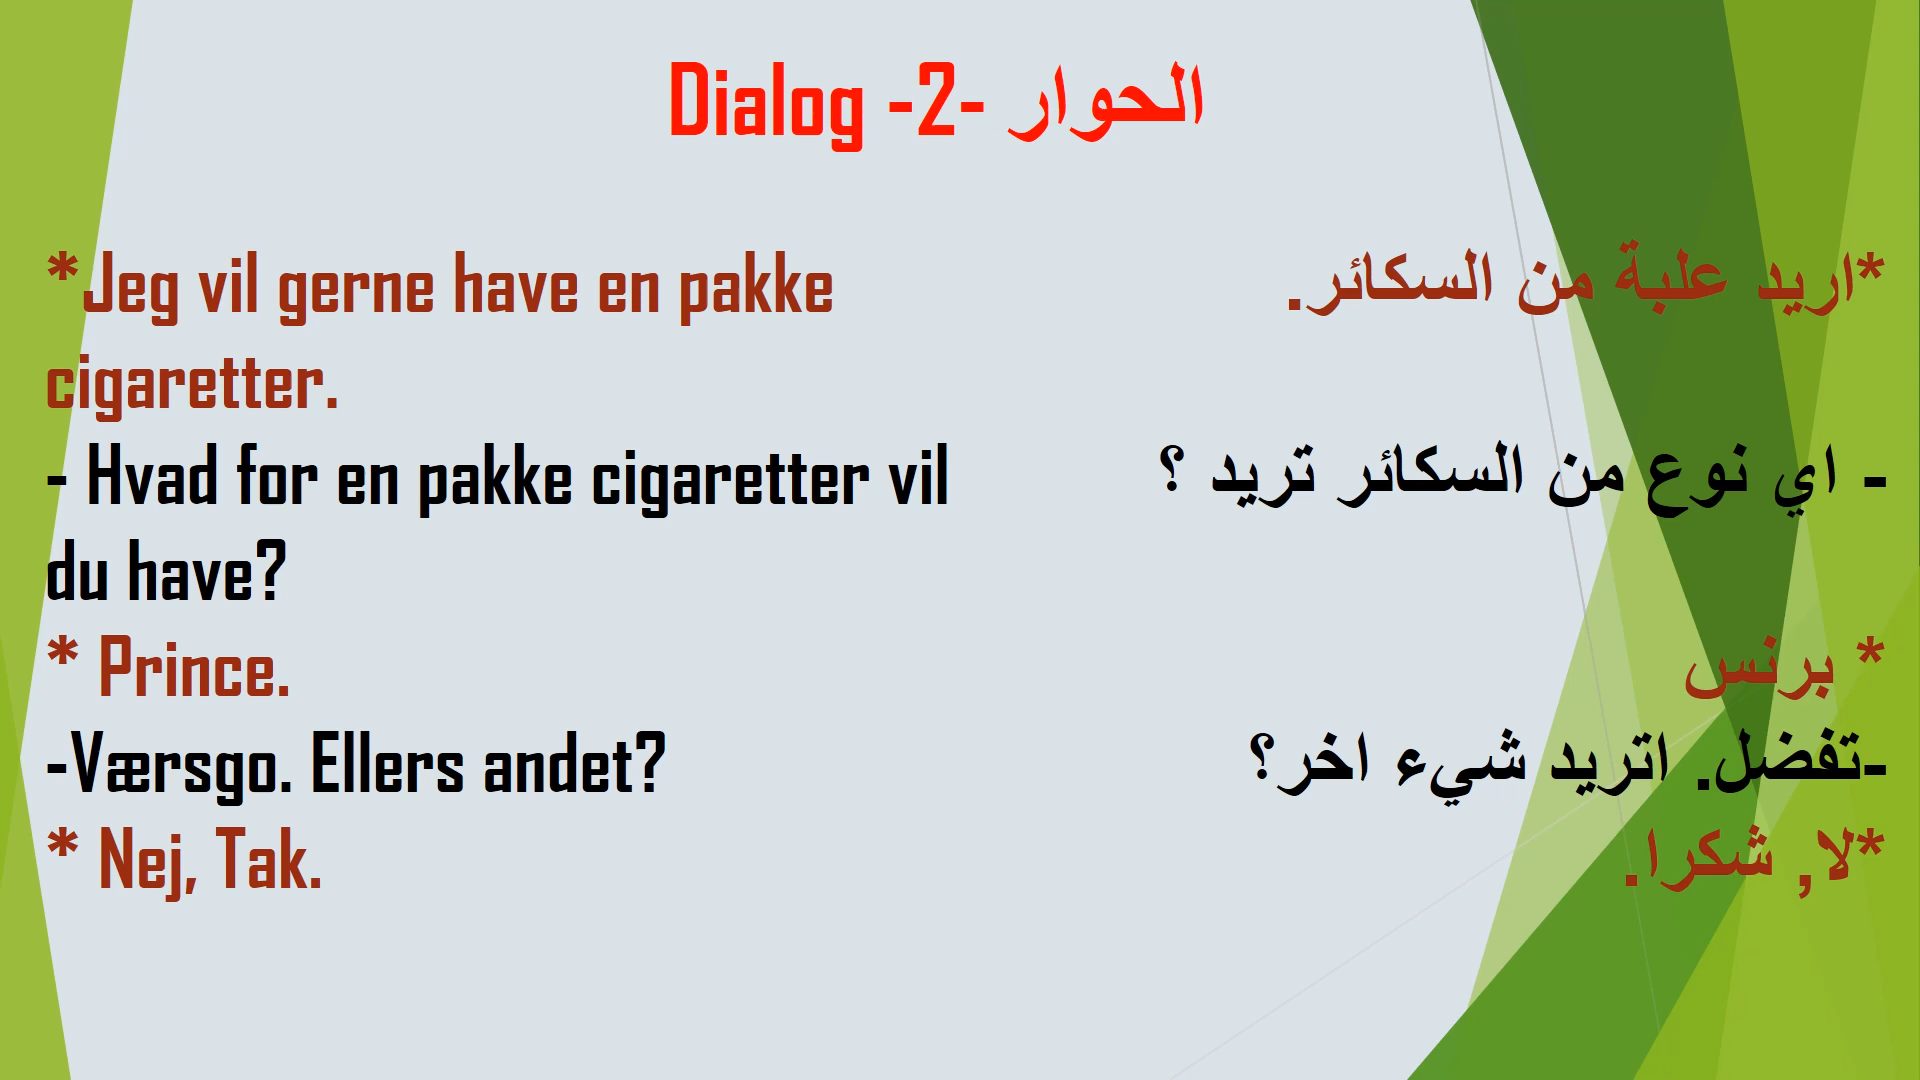 Dialog -2- الحوار
*Jeg vil gerne have en pakke
cigaretter.
- Hvad for en pakke cigaretter vil
du have?
* Prince.
-Værsgo. Ellers andet?
* Nej, Tak.
*اريد علبة من السكائر.
- اي نوع من السكائر تريد ؟
* برنس
-تفضل. اتريد شيء اخر؟
*لا, شكرا.